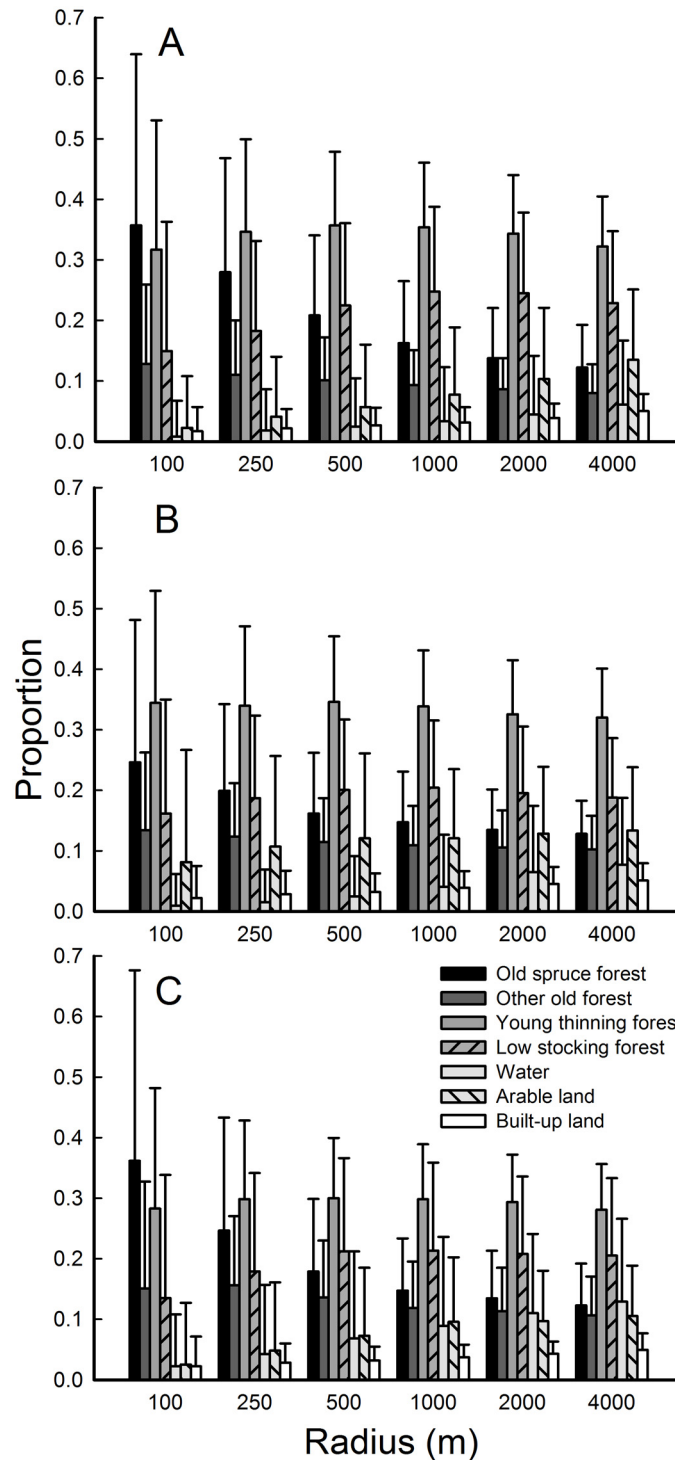 A
0.7
0.6
0.5
0.4
0.3
0.2
0.1
0.0
100 250 500 1000 2000 4000
B
0.7
0.6
0.5
0.4
0.3
0.2
0.1
0.0
100 250 500 1000 2000 4000
Proportion
C
0.7
0.6
0.5
0.4
0.3
0.2
0.1
0.0
Old spruce forest
Other old forest
Young thinning fores
Low stocking forest
Water
Arable land
Built-up land
100 250 500 1000 2000 4000
Radius (m)